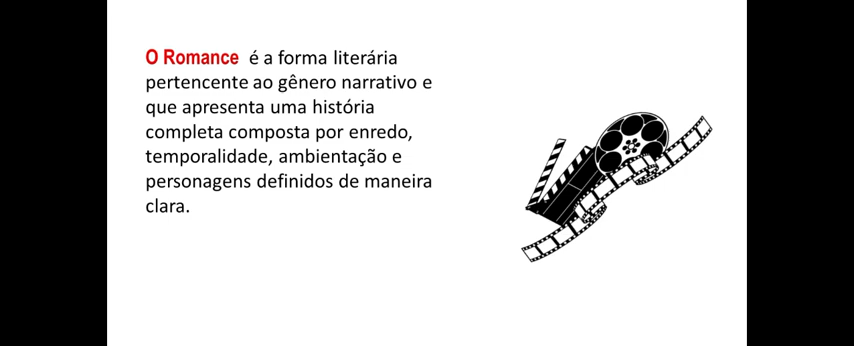 O Romance é a forma literária
pertencente ao gênero narrativo e
que apresenta uma história
completa composta por enredo,
temporalidade, ambientação e
personagens definidos de maneira
clara.